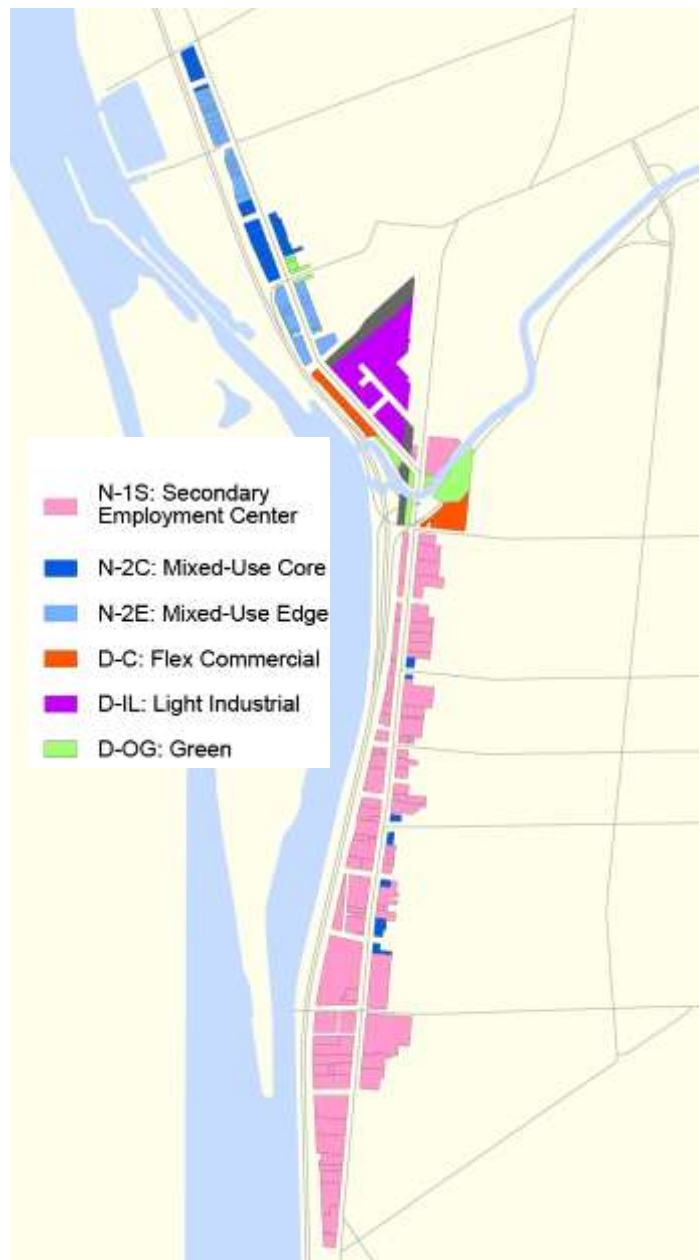 N-1S: Secondary
Employment Center
N-2C: Mixed-Use Core
N-2E: Mixed-Use Edge
D-C: Flex Commercial
D-IL: Light Industrial
D-OG: Green